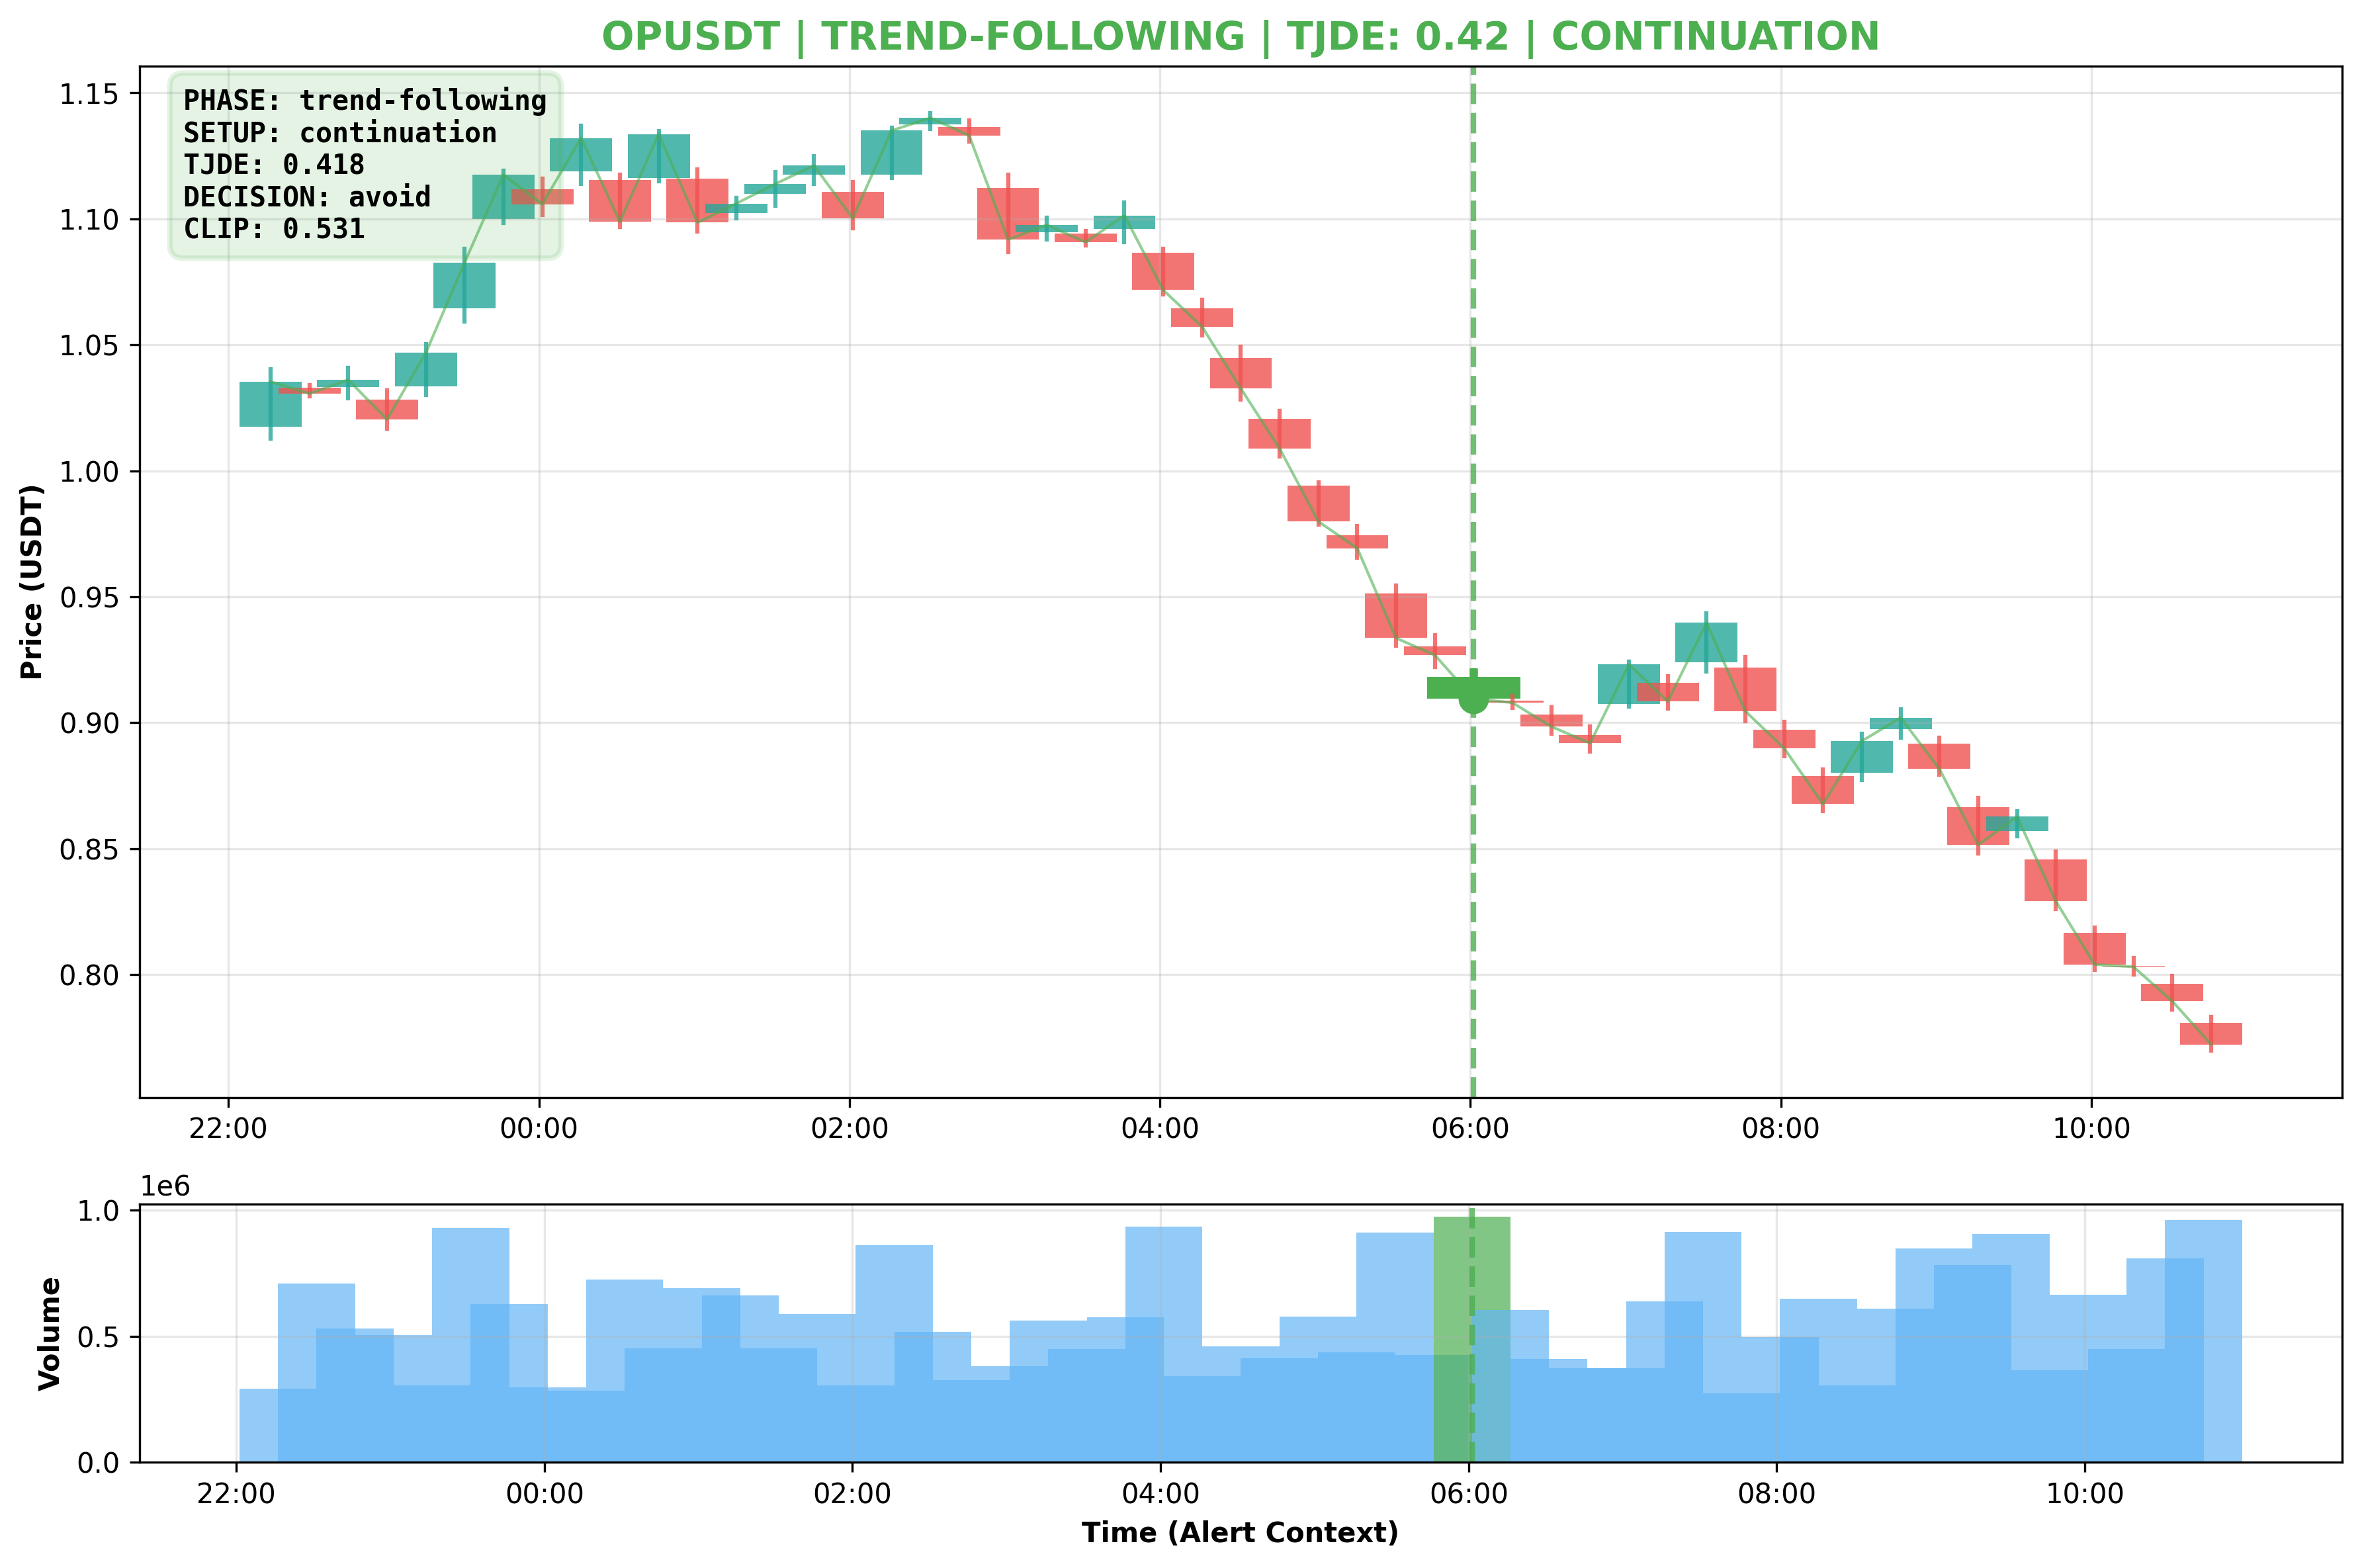 OPUSDT | TREND-FOLLOWING | TJDE: 0.42 | CONTINUATION
PHASE: trend-following
SETUP: continuation
TJDE: 0.418
DECISION: avoid
CLIP: 0.531
Price (USDT)
1.15
1.10
1.05
1.00
0.95
0.90
0.85
0.80
22:00 00:00 02:00 04:00 06:00 08:00 10:00
1e6
Volume
1.0
0.5
0.0
22:00 00:00 02:00 04:00 06:00 08:00 10:00
Time (Alert Context)